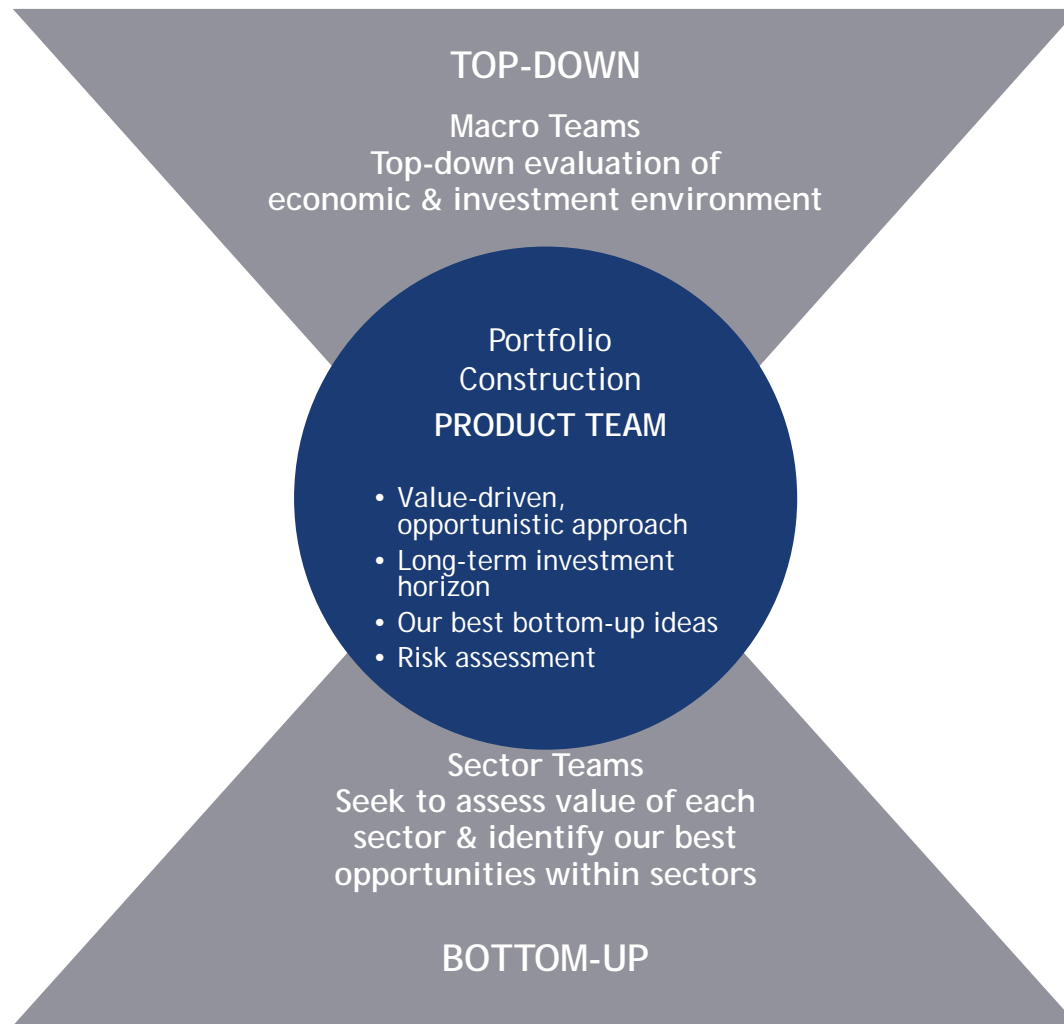 TOP-DOWN
Macro Teams
Top-down evaluation of
economic & investment environment
Portfolio
Construction
PRODUCT TEAM
• Value-driven,
opportunistic approach
• Long-term investment
horizon
• Our best bottom-up ideas
• Risk assessment
Sector Teams
Seek to assess value of each
sector & identify our best
opportunities within sectors
BOTTOM-UP